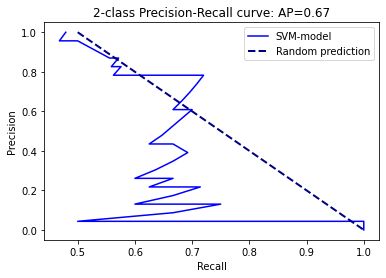 2-class Precision-Recall curve: AP=0.67
SVM-model
Random prediction
Precision
1.0
0.8
0.6
0.4
0.2
0.0
0.5
0.6
0.7
0.8
0.9
1.0
Recall